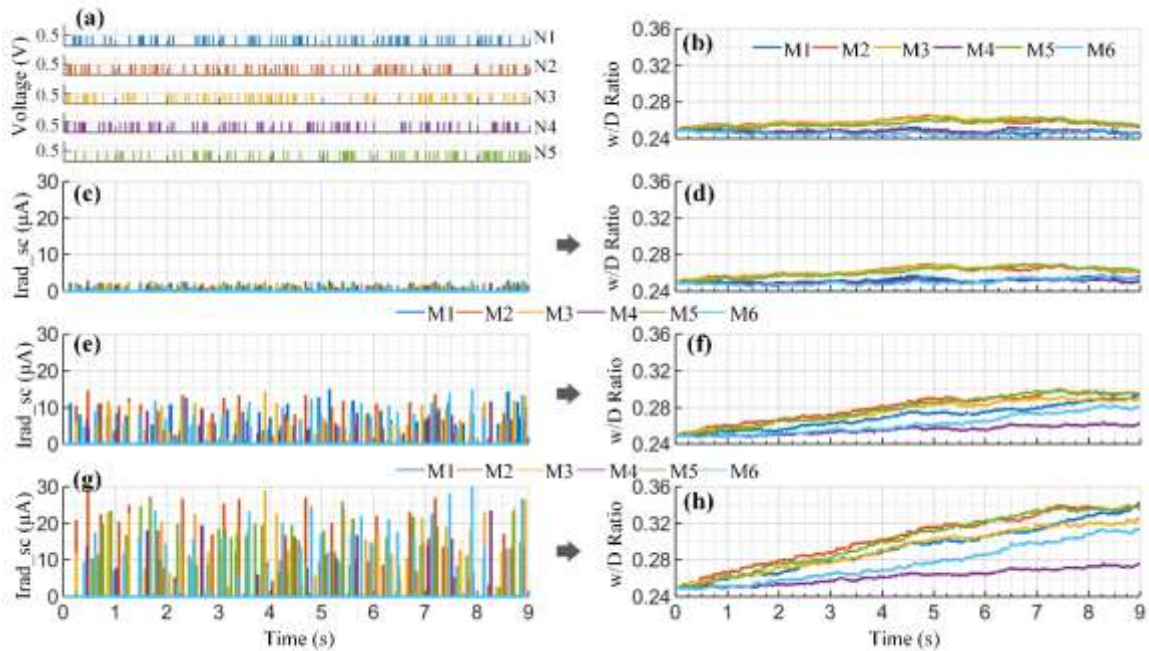 (a)
Voltage (V)
0.5 N1
0.5 N2
0.5 N3
0.5 N4
0.5 N5
(b)
w/D Ratio
0.36
0.32
0.28
0.24
M1 M2 M3 M4 M5 M6
(c)
Irad_sc (μA)
30
20
10
0
(d)
w/D Ratio
0.36
0.32
0.28
0.24
M1 M2 M3 M4 M5 M6
(e)
Irad_sc (μA)
30
20
10
0
(f)
w/D Ratio
0.36
0.32
0.28
0.24
M1 M2 M3 M4 M5 M6
(g)
Irad_sc (μA)
30
20
10
0
0 1 2 3 4 5 6 7 8 9
Time (s)
(h)
w/D Ratio
0.36
0.32
0.28
0.24
0 1 2 3 4 5 6 7 8 9
Time (s)